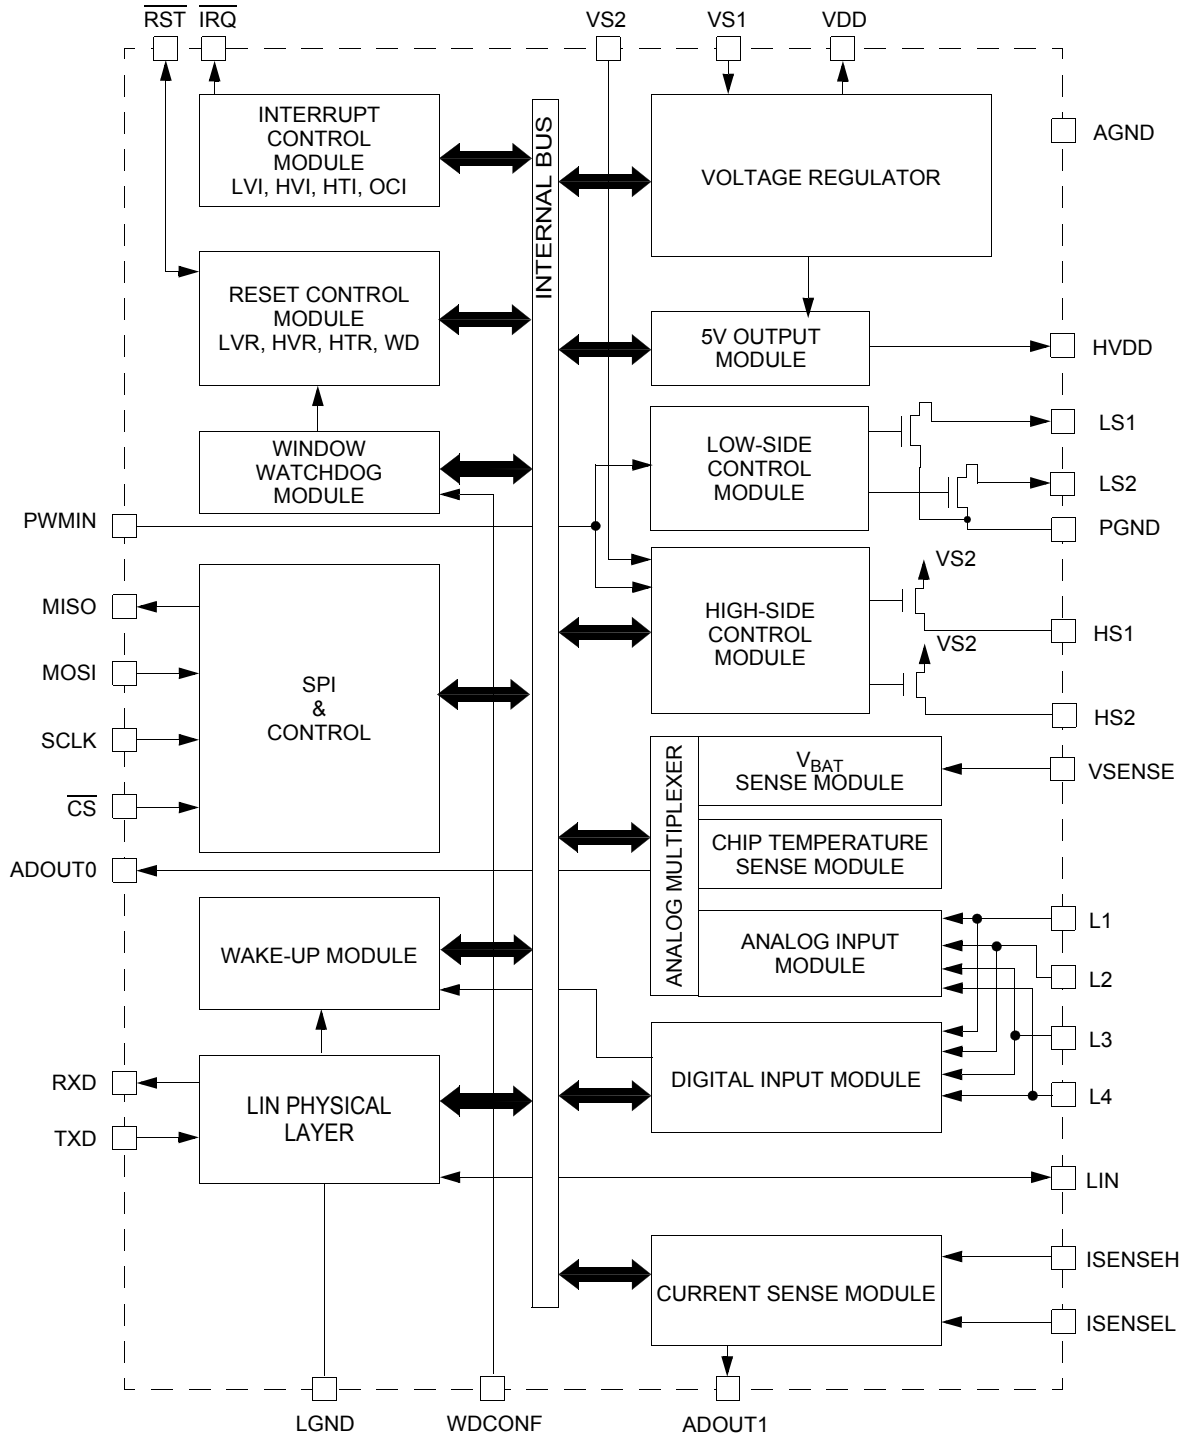 RST IRQ VS2 VS1 VDD
INTERRUPT
CONTROL
MODULE
LVI, HVI, HTI, OCI
INTERNAL BUS
VOLTAGE REGULATOR
AGND
RESET CONTROL
MODULE
LVR, HVR, HTR, WD
5V OUTPUT
MODULE
HVDD
WINDOW
WATCHDOG
MODULE
LOW-SIDE
CONTROL
MODULE
LS1
LS2
PWMIN
PGND
MISO
MOSI
SCLK
CS
SPI
&
CONTROL
HIGH-SIDE
CONTROL
MODULE
VS2
HS1
VS2
HS2
ANALOG MULTIPLEXER
VBAT
SENSE MODULE
VSENSE
CHIP TEMPERATURE
SENSE MODULE
ADOUT0
ANALOG INPUT
MODULE
L1
L2
L3
L4
WAKE-UP MODULE
DIGITAL INPUT MODULE
RXD
TXD
LIN PHYSICAL
LAYER
LIN
CURRENT SENSE MODULE
ISENSEH
ISENSEL
LGND WDCONF ADOUT1